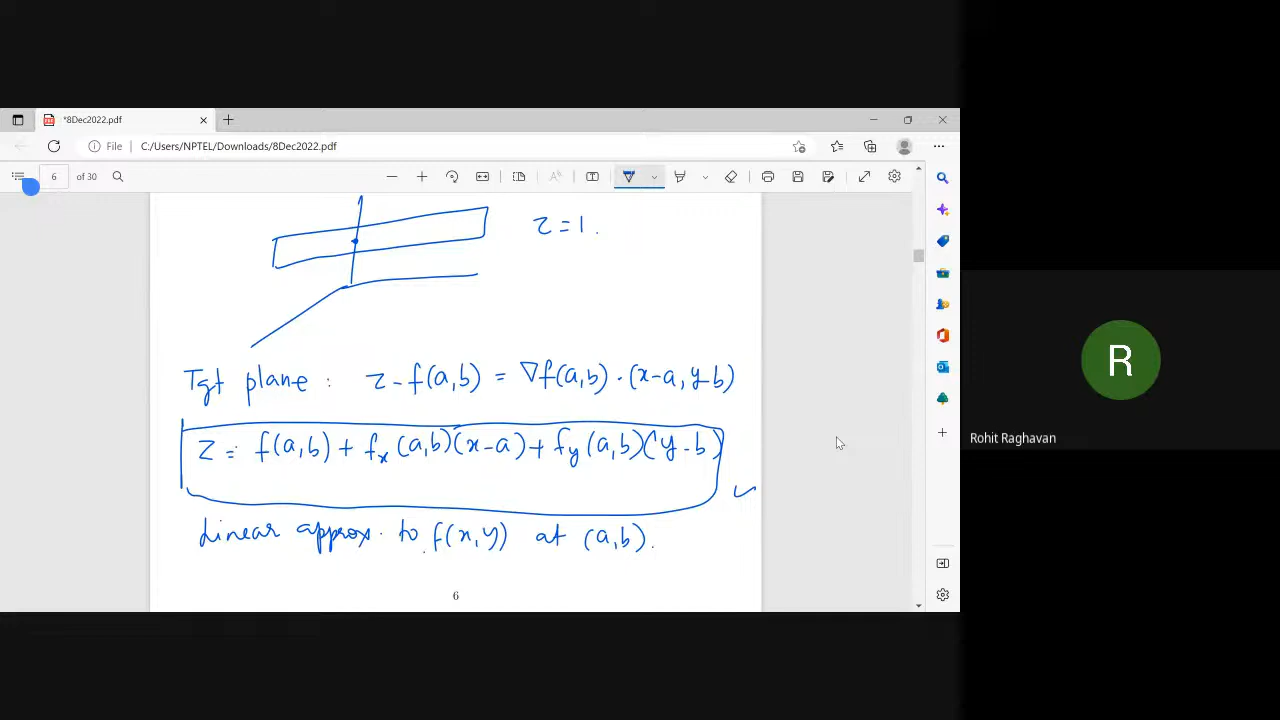 *8Dec2022.pdf
File C:/Users/NPTEL/Downloads/8Dec2022.pdf
6 of 30
z = 1.
Tgt plane : z - f(a,b) = ∇f(a,b) · (x-a, y-b)
z = f(a,b) + fₓ(a,b)(x-a) + f_y(a,b)(y-b)
Linear approx. to f(x,y) at (a,b).
6
R
Rohit Raghavan